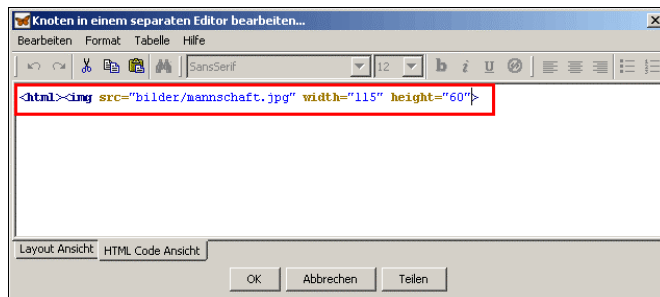 Knoten in einem separaten Editor bearbeiten...
Bearbeiten Format Tabelle Hilfe
SansSerif 12 b i U
<html><img src="bilder/mannschaft.jpg" width="115" height="60">
Layout Ansicht HTML Code Ansicht
OK Abbrechen Teilen